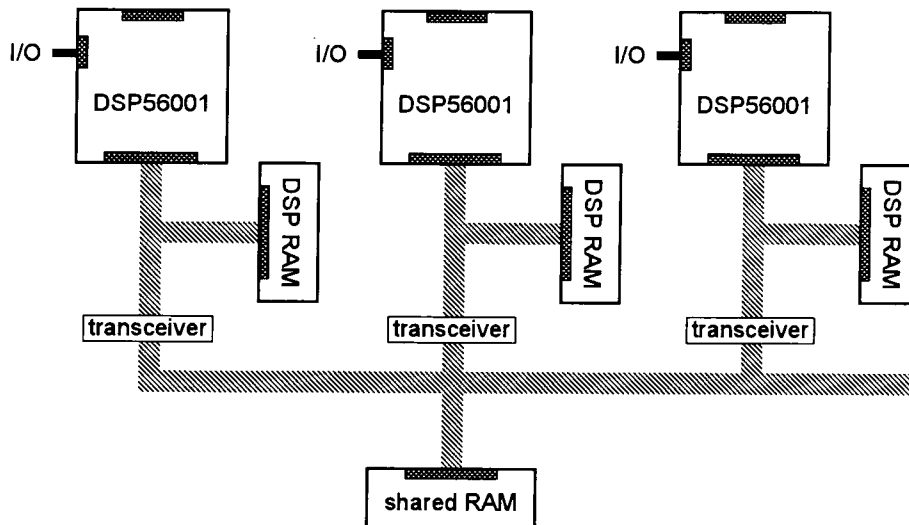 I/O
I/O
I/O
DSP56001
DSP56001
DSP56001
DSP RAM
DSP RAM
DSP RAM
transceiver
transceiver
transceiver
shared RAM